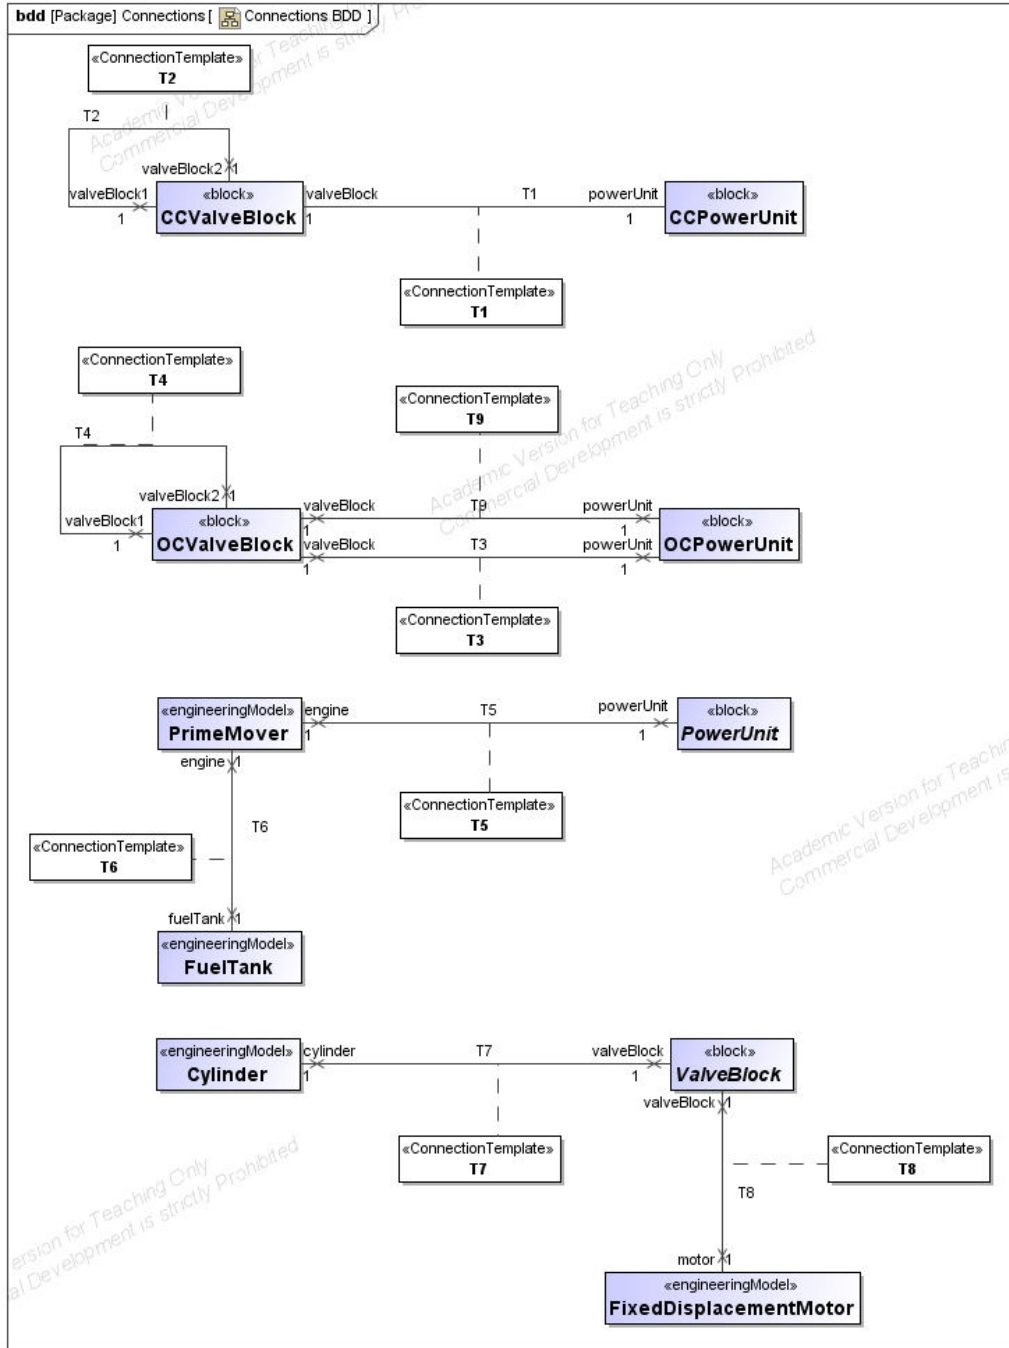 bdd [Package] Connections [ Connections BDD ]
«ConnectionTemplate»
T2
T2
valveBlock2 1
valveBlock1
1
«block»
CCValveBlock
valveBlock
1
T1
powerUnit
1
«block»
CCPowerUnit
«ConnectionTemplate»
T1
«ConnectionTemplate»
T4
T4
«ConnectionTemplate»
T9
valveBlock2 1
valveBlock1
1
«block»
OCValveBlock
valveBlock
1
T9
powerUnit
1
valveBlock
1
T3
powerUnit
1
«block»
OCPowerUnit
«ConnectionTemplate»
T3
«engineeringModel»
PrimeMover
engine
1
T5
powerUnit
1
«block»
PowerUnit
engine 1
«ConnectionTemplate»
T5
T6
«ConnectionTemplate»
T6
fuelTank 1
«engineeringModel»
FuelTank
«engineeringModel»
Cylinder
cylinder
1
T7
valveBlock
1
«block»
ValveBlock
valveBlock 1
«ConnectionTemplate»
T7
«ConnectionTemplate»
T8
T8
motor 1
«engineeringModel»
FixedDisplacementMotor
Academic Version for Teaching Only
Commercial Development is strictly Prohibited